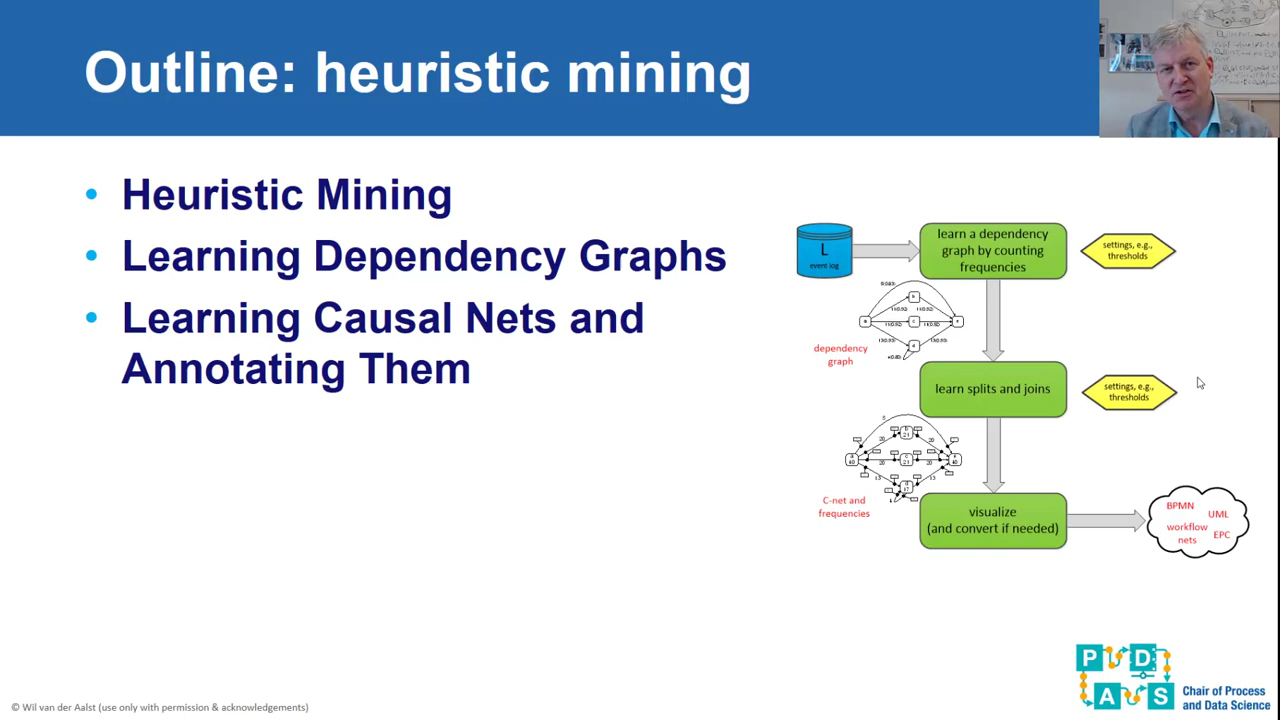 Outline: heuristic mining
• Heuristic Mining
• Learning Dependency Graphs
• Learning Causal Nets and
Annotating Them
L
event log
learn a dependency
graph by counting
frequencies
settings, e.g.,
thresholds
dependency
graph
learn splits and joins
settings, e.g.,
thresholds
C-net and
frequencies
visualize
(and convert if needed)
BPMN
UML
workflow
nets
EPC
P D
A S
Chair of Process
and Data Science
© Wil van der Aalst (use only with permission & acknowledgements)